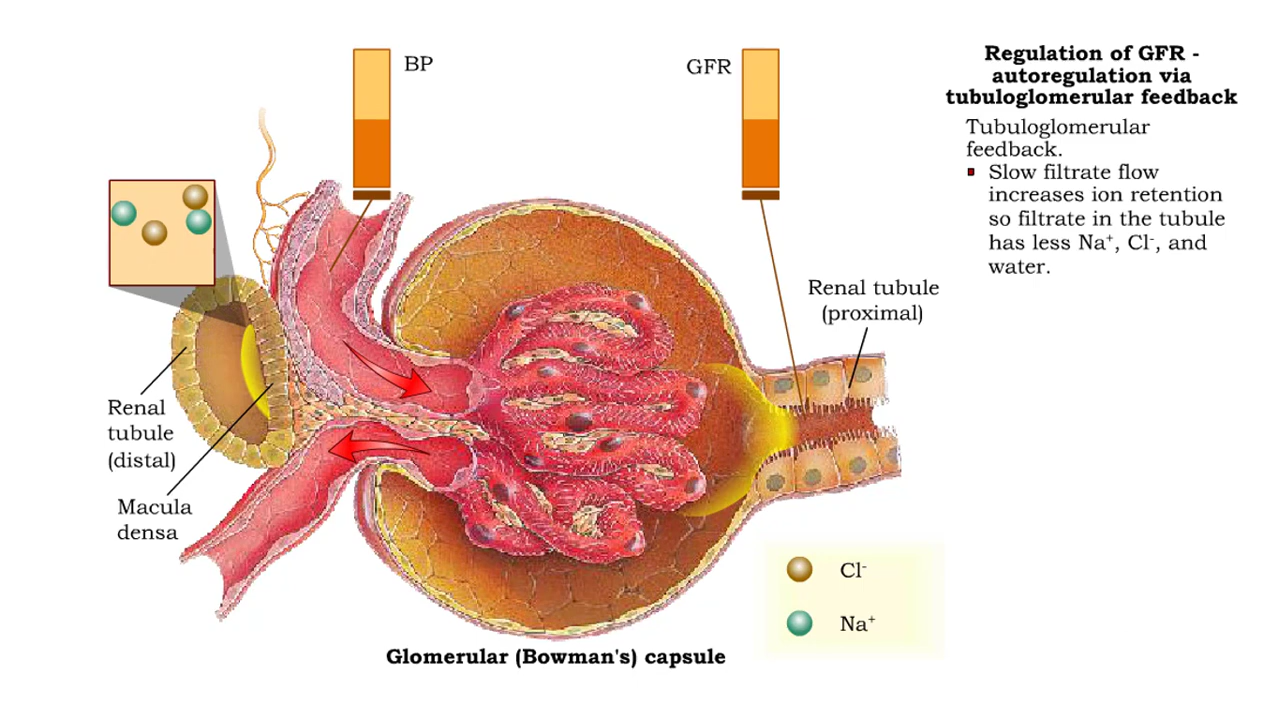 BP
GFR
Regulation of GFR -
autoregulation via
tubuloglomerular feedback
Tubuloglomerular
feedback.
Slow filtrate flow
increases ion retention
so filtrate in the tubule
has less Na⁺, Cl⁻, and
water.
Renal tubule
(proximal)
Renal
tubule
(distal)
Macula
densa
Cl⁻
Na⁺
Glomerular (Bowman's) capsule